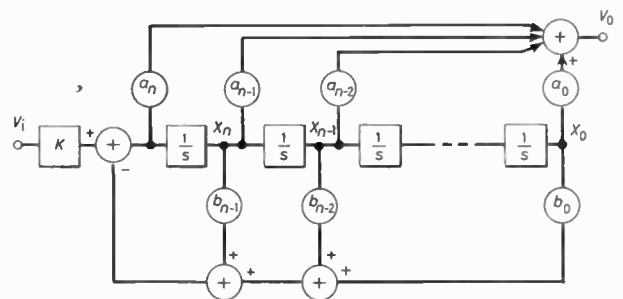 V₀
+
+
aₙ
aₙ₋₁
aₙ₋₂
a₀
Vᵢ
K
+
+
−
1/s
Xₙ
1/s
Xₙ₋₁
1/s
1/s
X₀
bₙ₋₁
bₙ₋₂
b₀
+
+
+
+
+
+